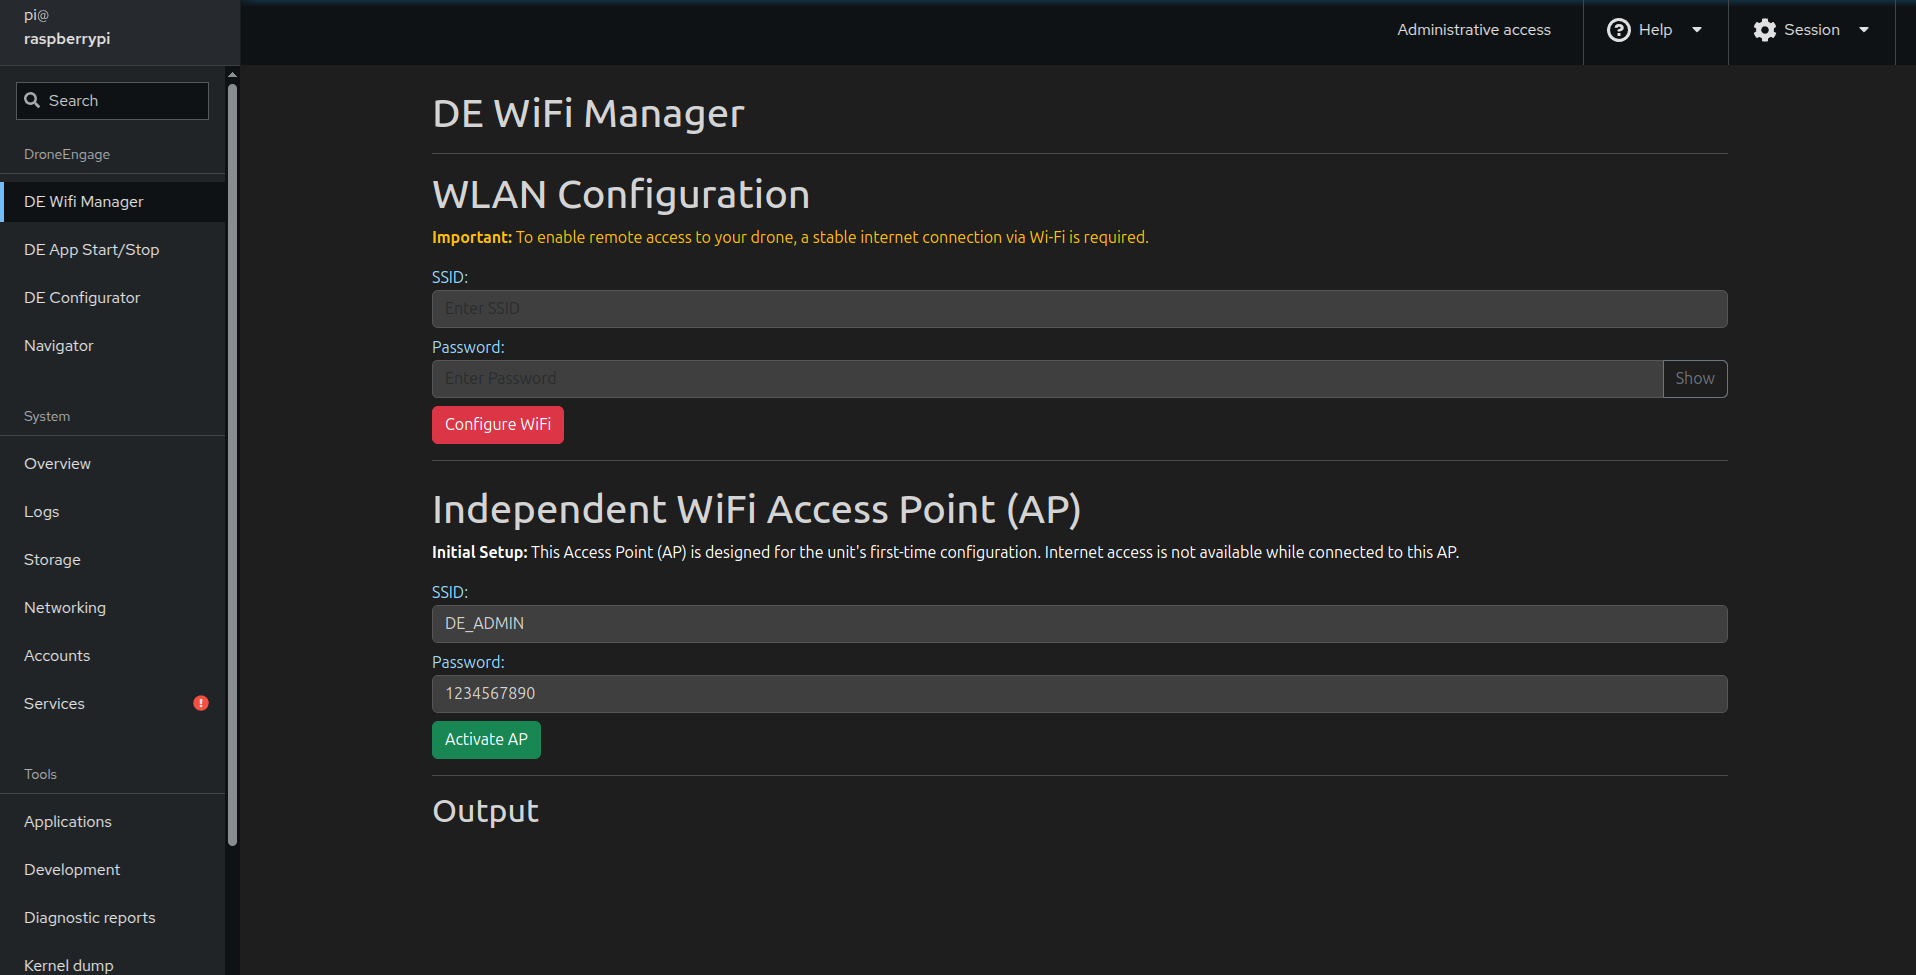 pi@
raspberrypi
Administrative access
Help
Session
Search
DroneEngage
DE Wifi Manager
DE App Start/Stop
DE Configurator
Navigator
System
Overview
Logs
Storage
Networking
Accounts
Services
Tools
Applications
Development
Diagnostic reports
Kernel dump
DE WiFi Manager
WLAN Configuration
Important: To enable remote access to your drone, a stable internet connection via Wi-Fi is required.
SSID:
Enter SSID
Password:
Enter Password
Show
Configure WiFi
Independent WiFi Access Point (AP)
Initial Setup: This Access Point (AP) is designed for the unit's first-time configuration. Internet access is not available while connected to this AP.
SSID:
DE_ADMIN
Password:
1234567890
Activate AP
Output